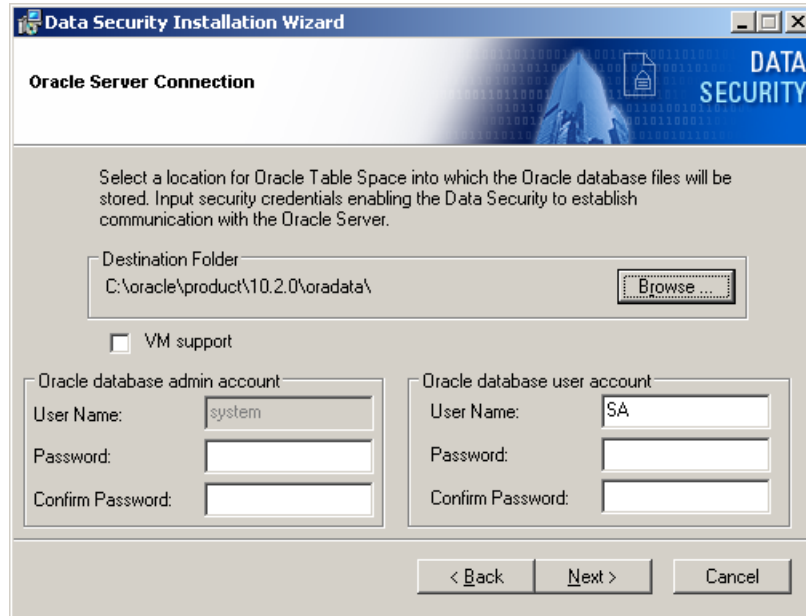 Data Security Installation Wizard
Oracle Server Connection
DATA
SECURITY
Select a location for Oracle Table Space into which the Oracle database files will be
stored. Input security credentials enabling the Data Security to establish
communication with the Oracle Server.
Destination Folder
C:\oracle\product\10.2.0\oradata\
Browse ...
VM support
Oracle database admin account
User Name:
system
Password:
Confirm Password:
Oracle database user account
User Name:
SA
Password:
Confirm Password:
< Back
Next >
Cancel